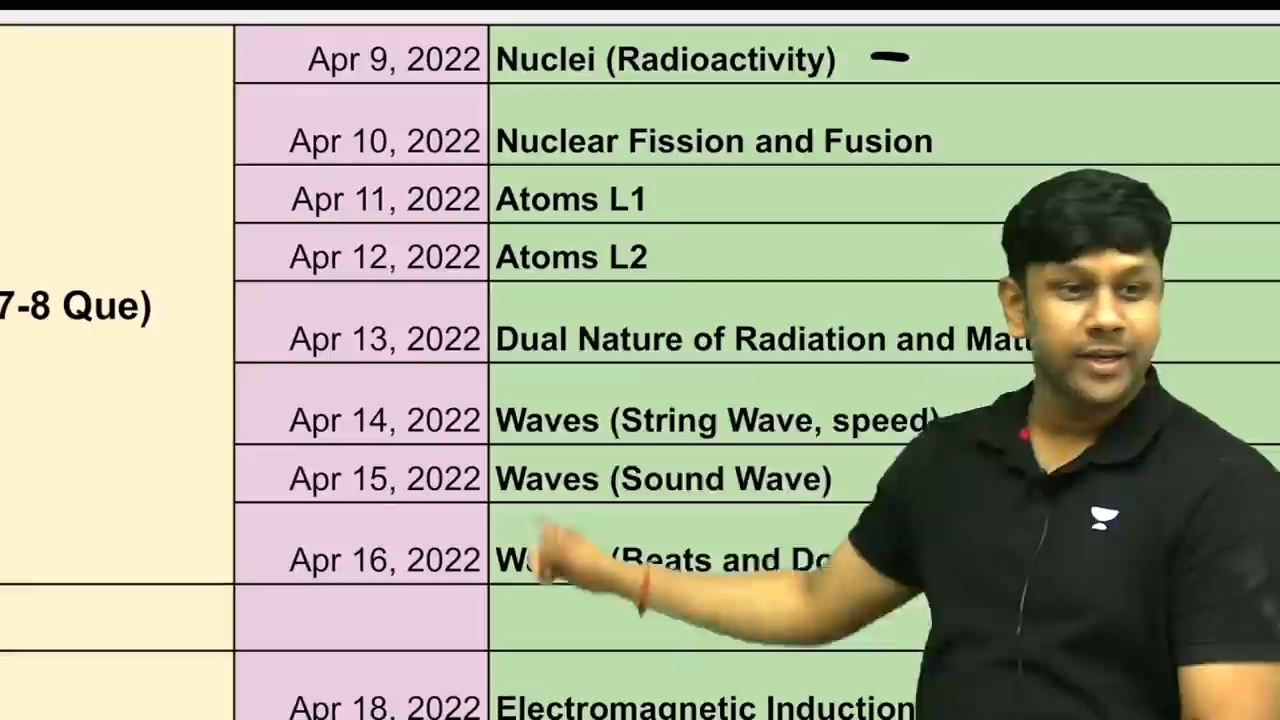 Apr 9, 2022 Nuclei (Radioactivity)
Apr 10, 2022 Nuclear Fission and Fusion
Apr 11, 2022 Atoms L1
Apr 12, 2022 Atoms L2
7-8 Que)
Apr 13, 2022 Dual Nature of Radiation and
Apr 14, 2022 Waves (String Wave, speed)
Apr 15, 2022 Waves (Sound Wave)
Apr 16, 2022 (Beats and
Apr 18, 2022 Electromagnetic Induction